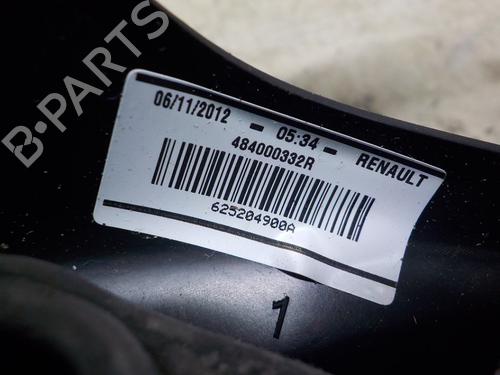 B-PARTS
06/11/2012 - 05:34 - RENAULT
484000332R
625204900A
1